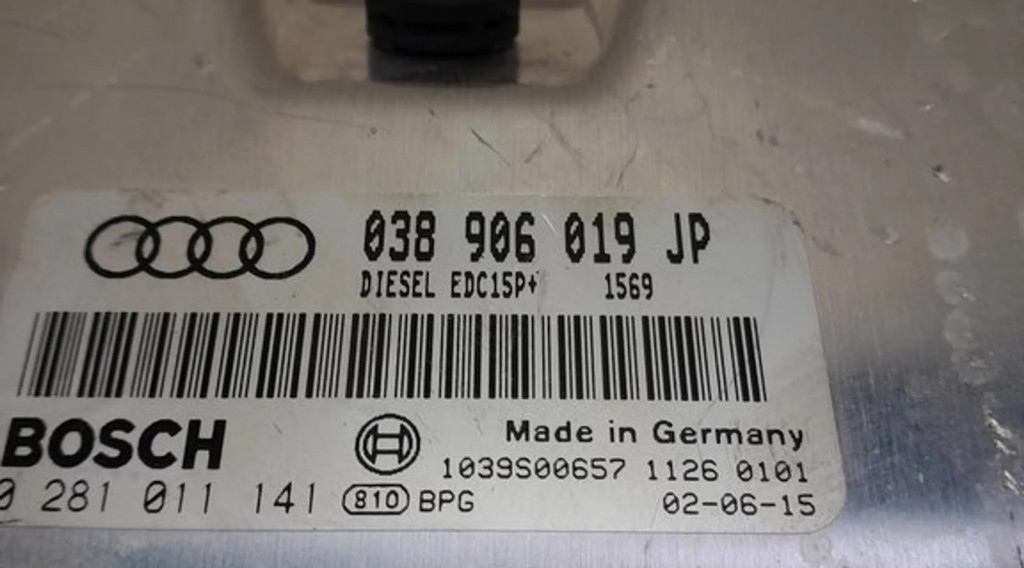 038 906 019 JP
DIESEL EDC15P+ 1569
BOSCH
Made in Germany
1039S00657 1126 0101
0 281 011 141 810 BPG 02-06-15